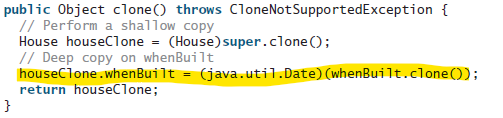 public Object clone() throws CloneNotSupportedException {
// Perform a shallow copy
House houseClone = (House)super.clone();
// Deep copy on whenBuilt
houseClone.whenBuilt = (java.util.Date)(whenBuilt.clone());
return houseClone;
}